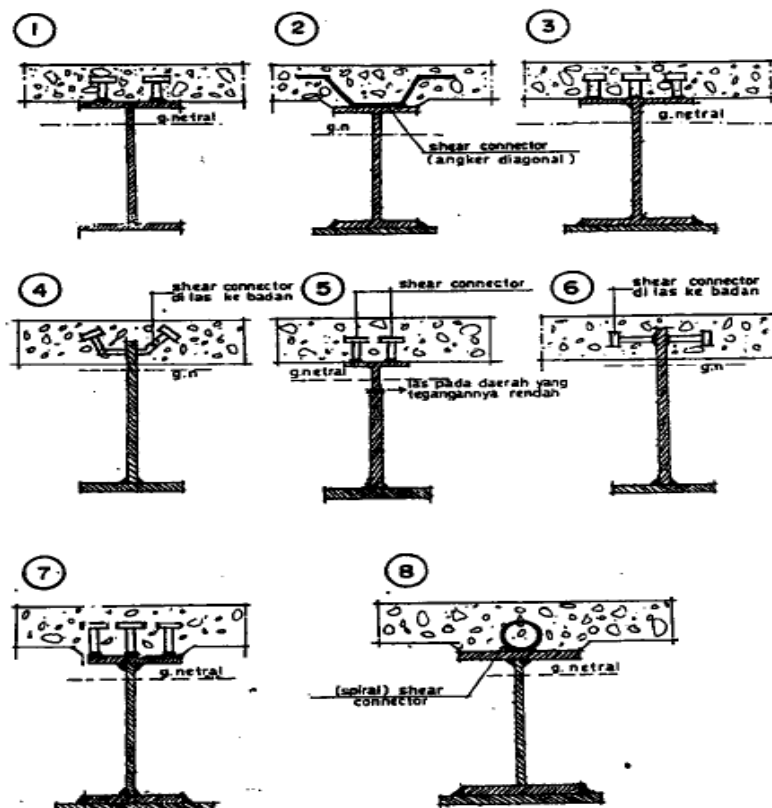 1
2
3
g.netral
g.n
shear connector
(angker diagonal)
g.netral
4
shear connector
di las ke badan
g.n
5
shear connector
g.netral
las pada daerah yang
tegangannya rendah
6
shear connector
di las ke badan
g.n
7
g.netral
8
g.netral
(spiral) shear
connector